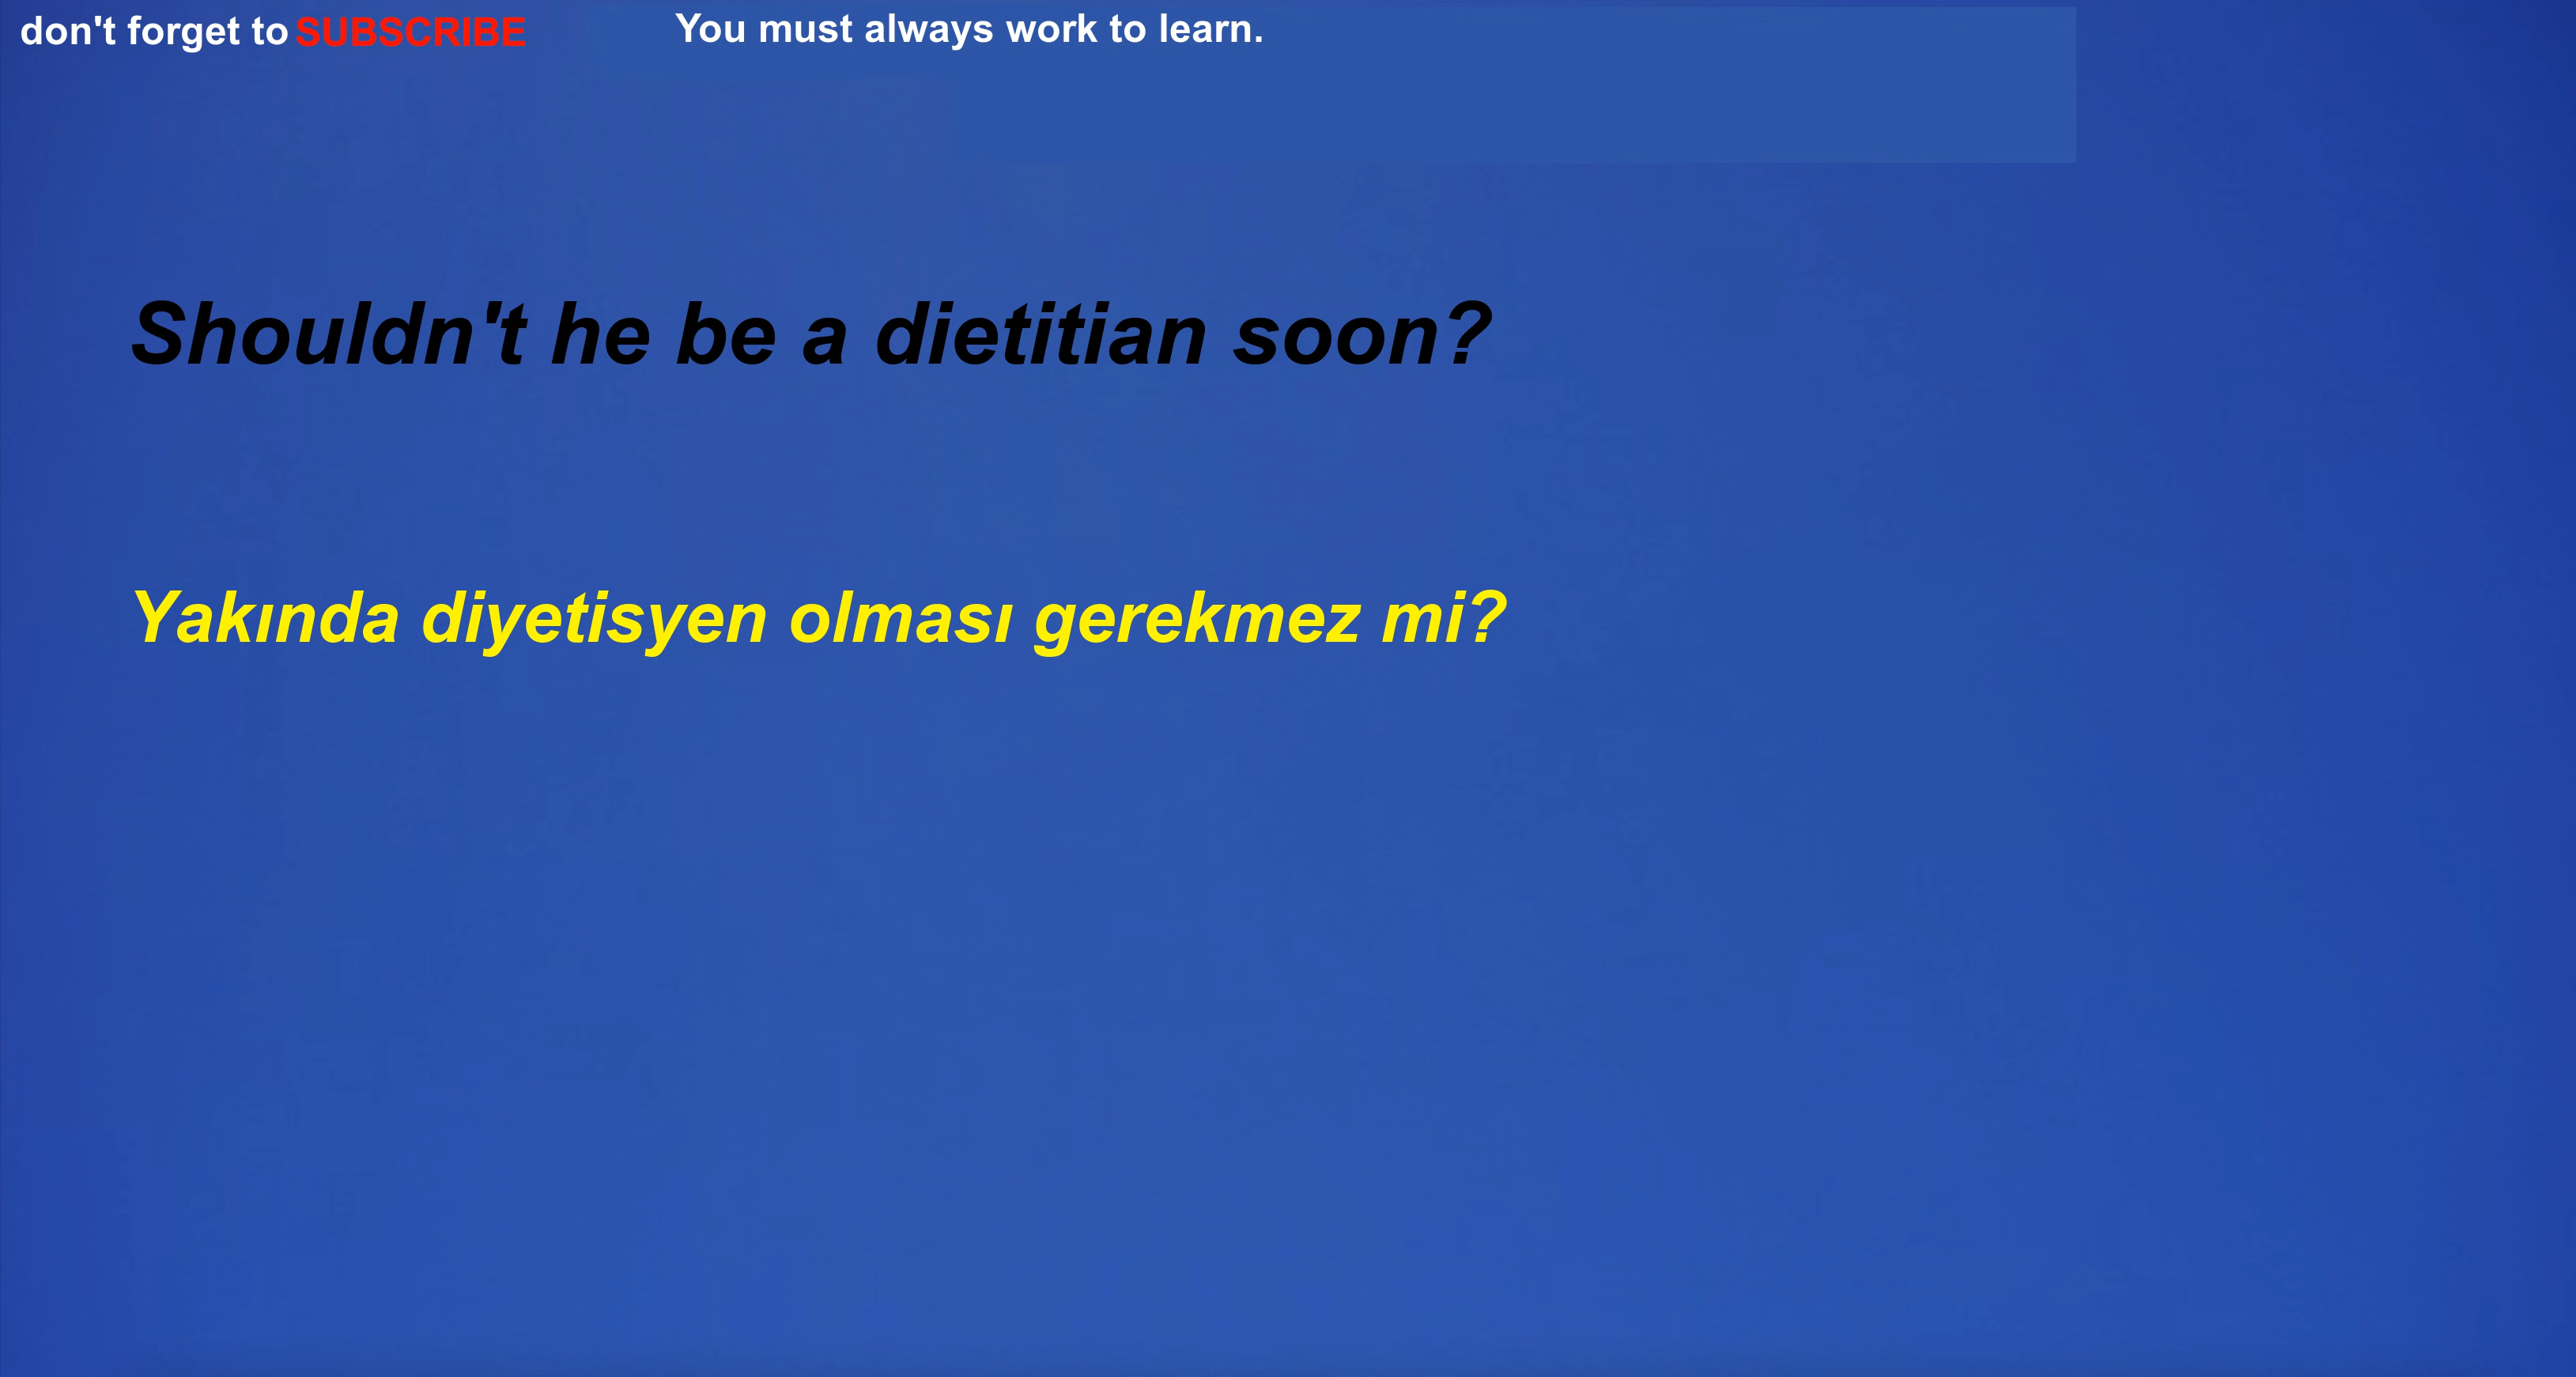 don't forget to SUBSCRIBE You must always work to learn.
Shouldn't he be a dietitian soon?
Yakında diyetisyen olması gerekmez mi?